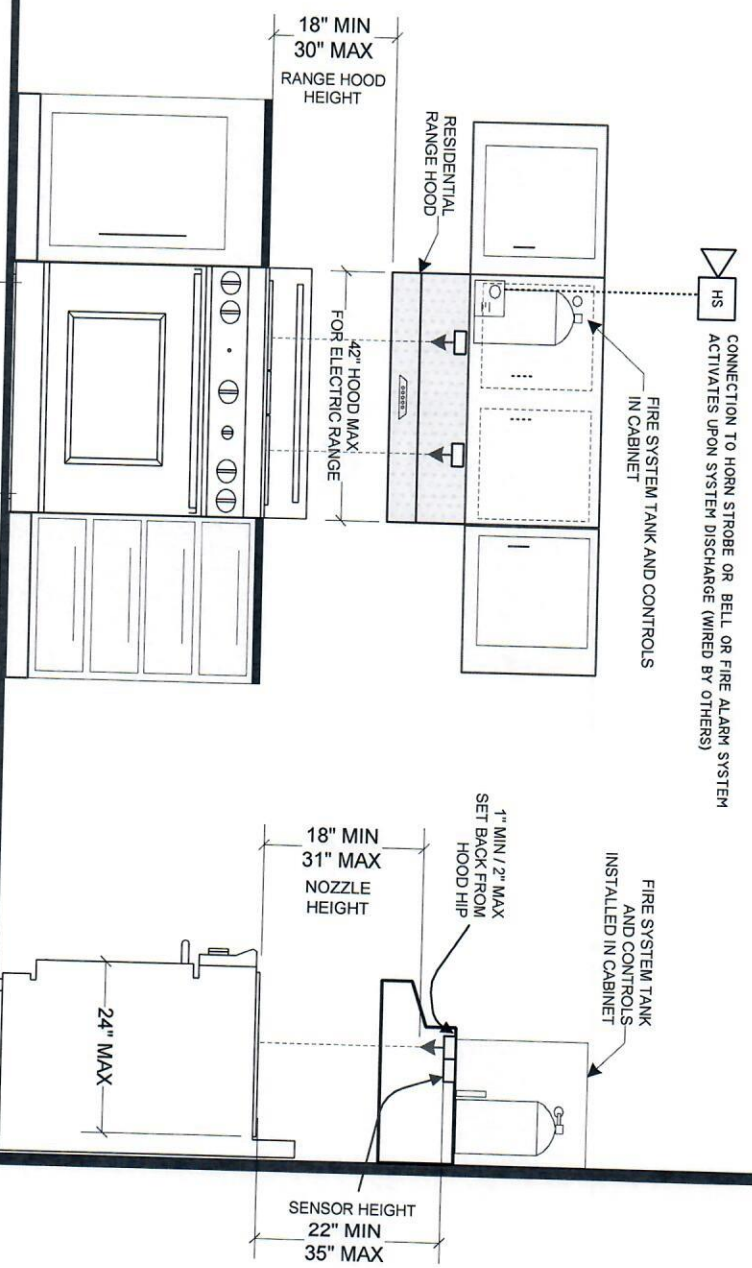 CONNECTION TO HORN STROBE OR BELL OR FIRE ALARM SYSTEM
ACTIVATES UPON SYSTEM DISCHARGE (WIRED BY OTHERS)
HS
FIRE SYSTEM TANK AND CONTROLS
IN CABINET
RESIDENTIAL
RANGE HOOD
18" MIN
30" MAX
RANGE HOOD
HEIGHT
42" HOOD MAX
FOR ELECTRIC RANGE
FIRE SYSTEM TANK
AND CONTROLS
INSTALLED IN CABINET
1" MIN / 2" MAX
SET BACK FROM
HOOD HIP
18" MIN
31" MAX
NOZZLE
HEIGHT
24" MAX
SENSOR HEIGHT
22" MIN
35" MAX